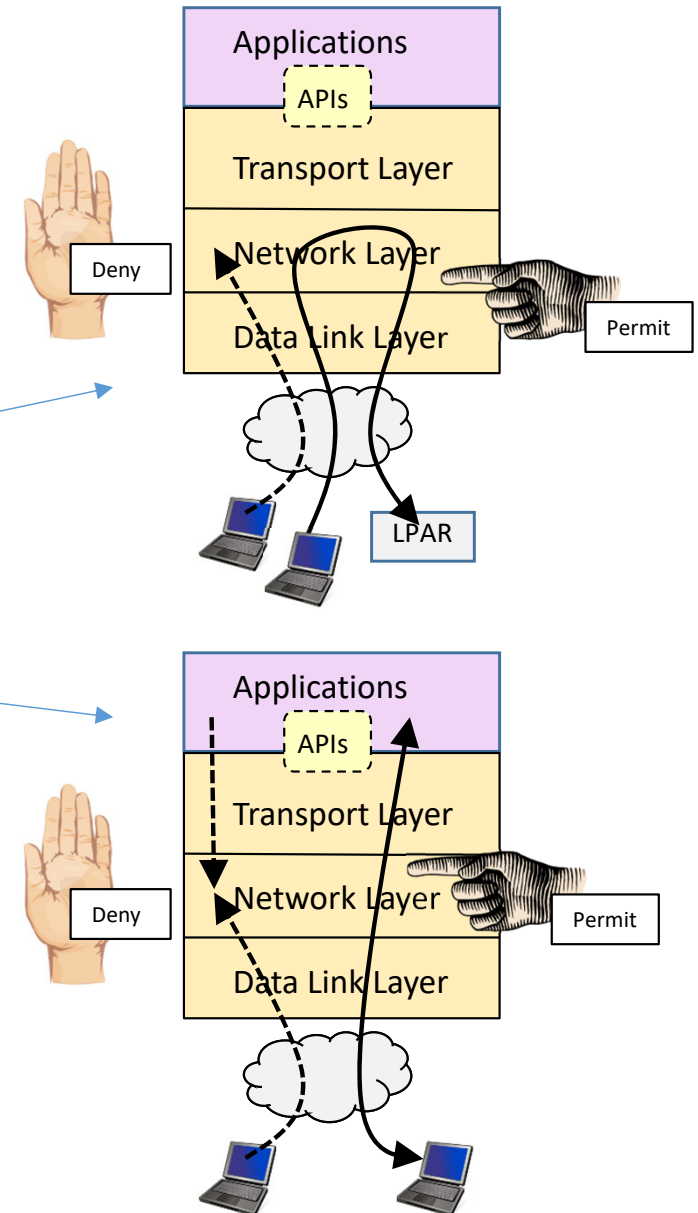 Applications
APIs
Transport Layer
Network Layer
Deny
Permit
Data Link Layer
LPAR
Applications
APIs
Transport Layer
Network Layer
Deny
Permit
Data Link Layer